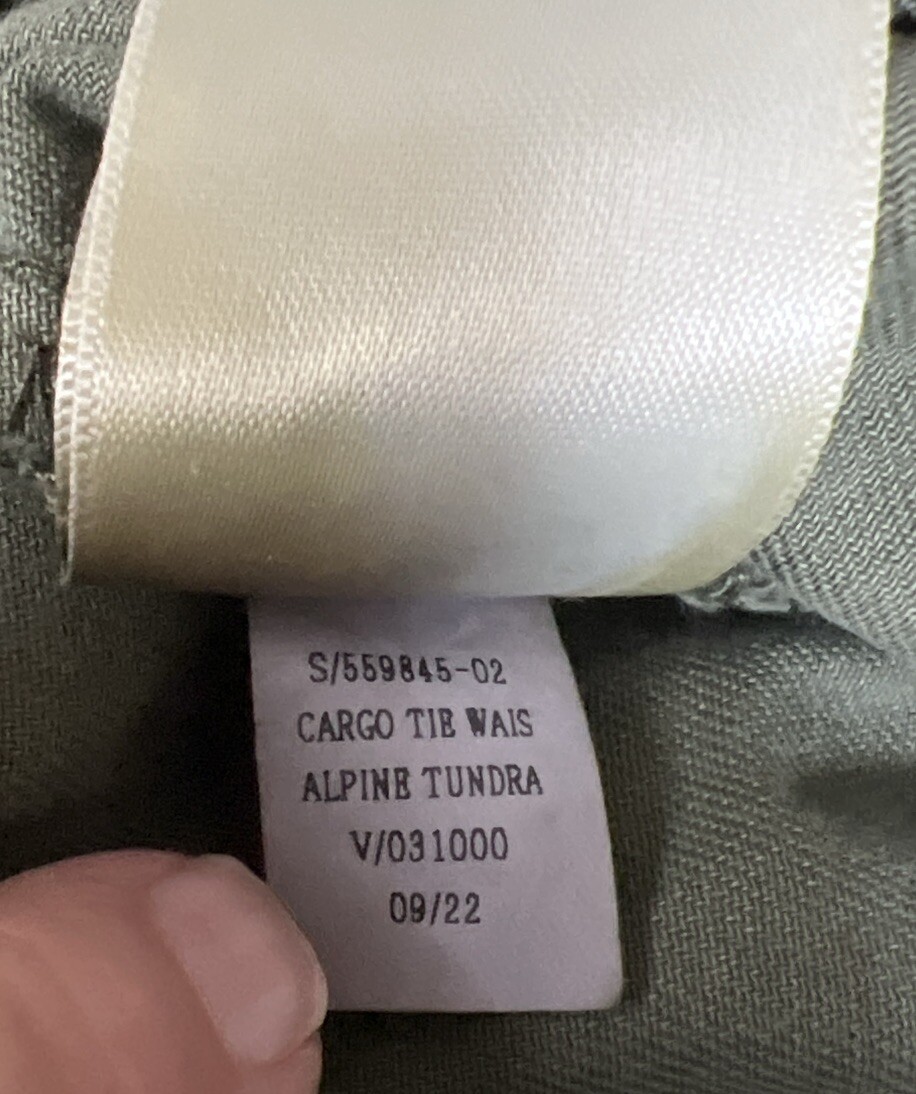 S/559845-02
CARGO TIE WAIS
ALPINE TUNDRA
V/031000
09/22